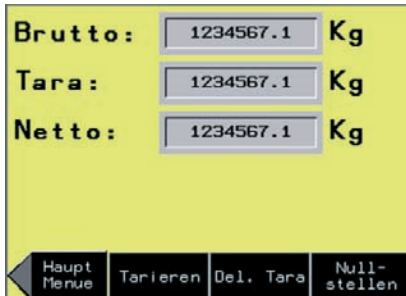 Brutto: 1234567.1 Kg
Tara: 1234567.1 Kg
Netto: 1234567.1 Kg
Haupt Menue Tarieren Del. Tara Null- stellen